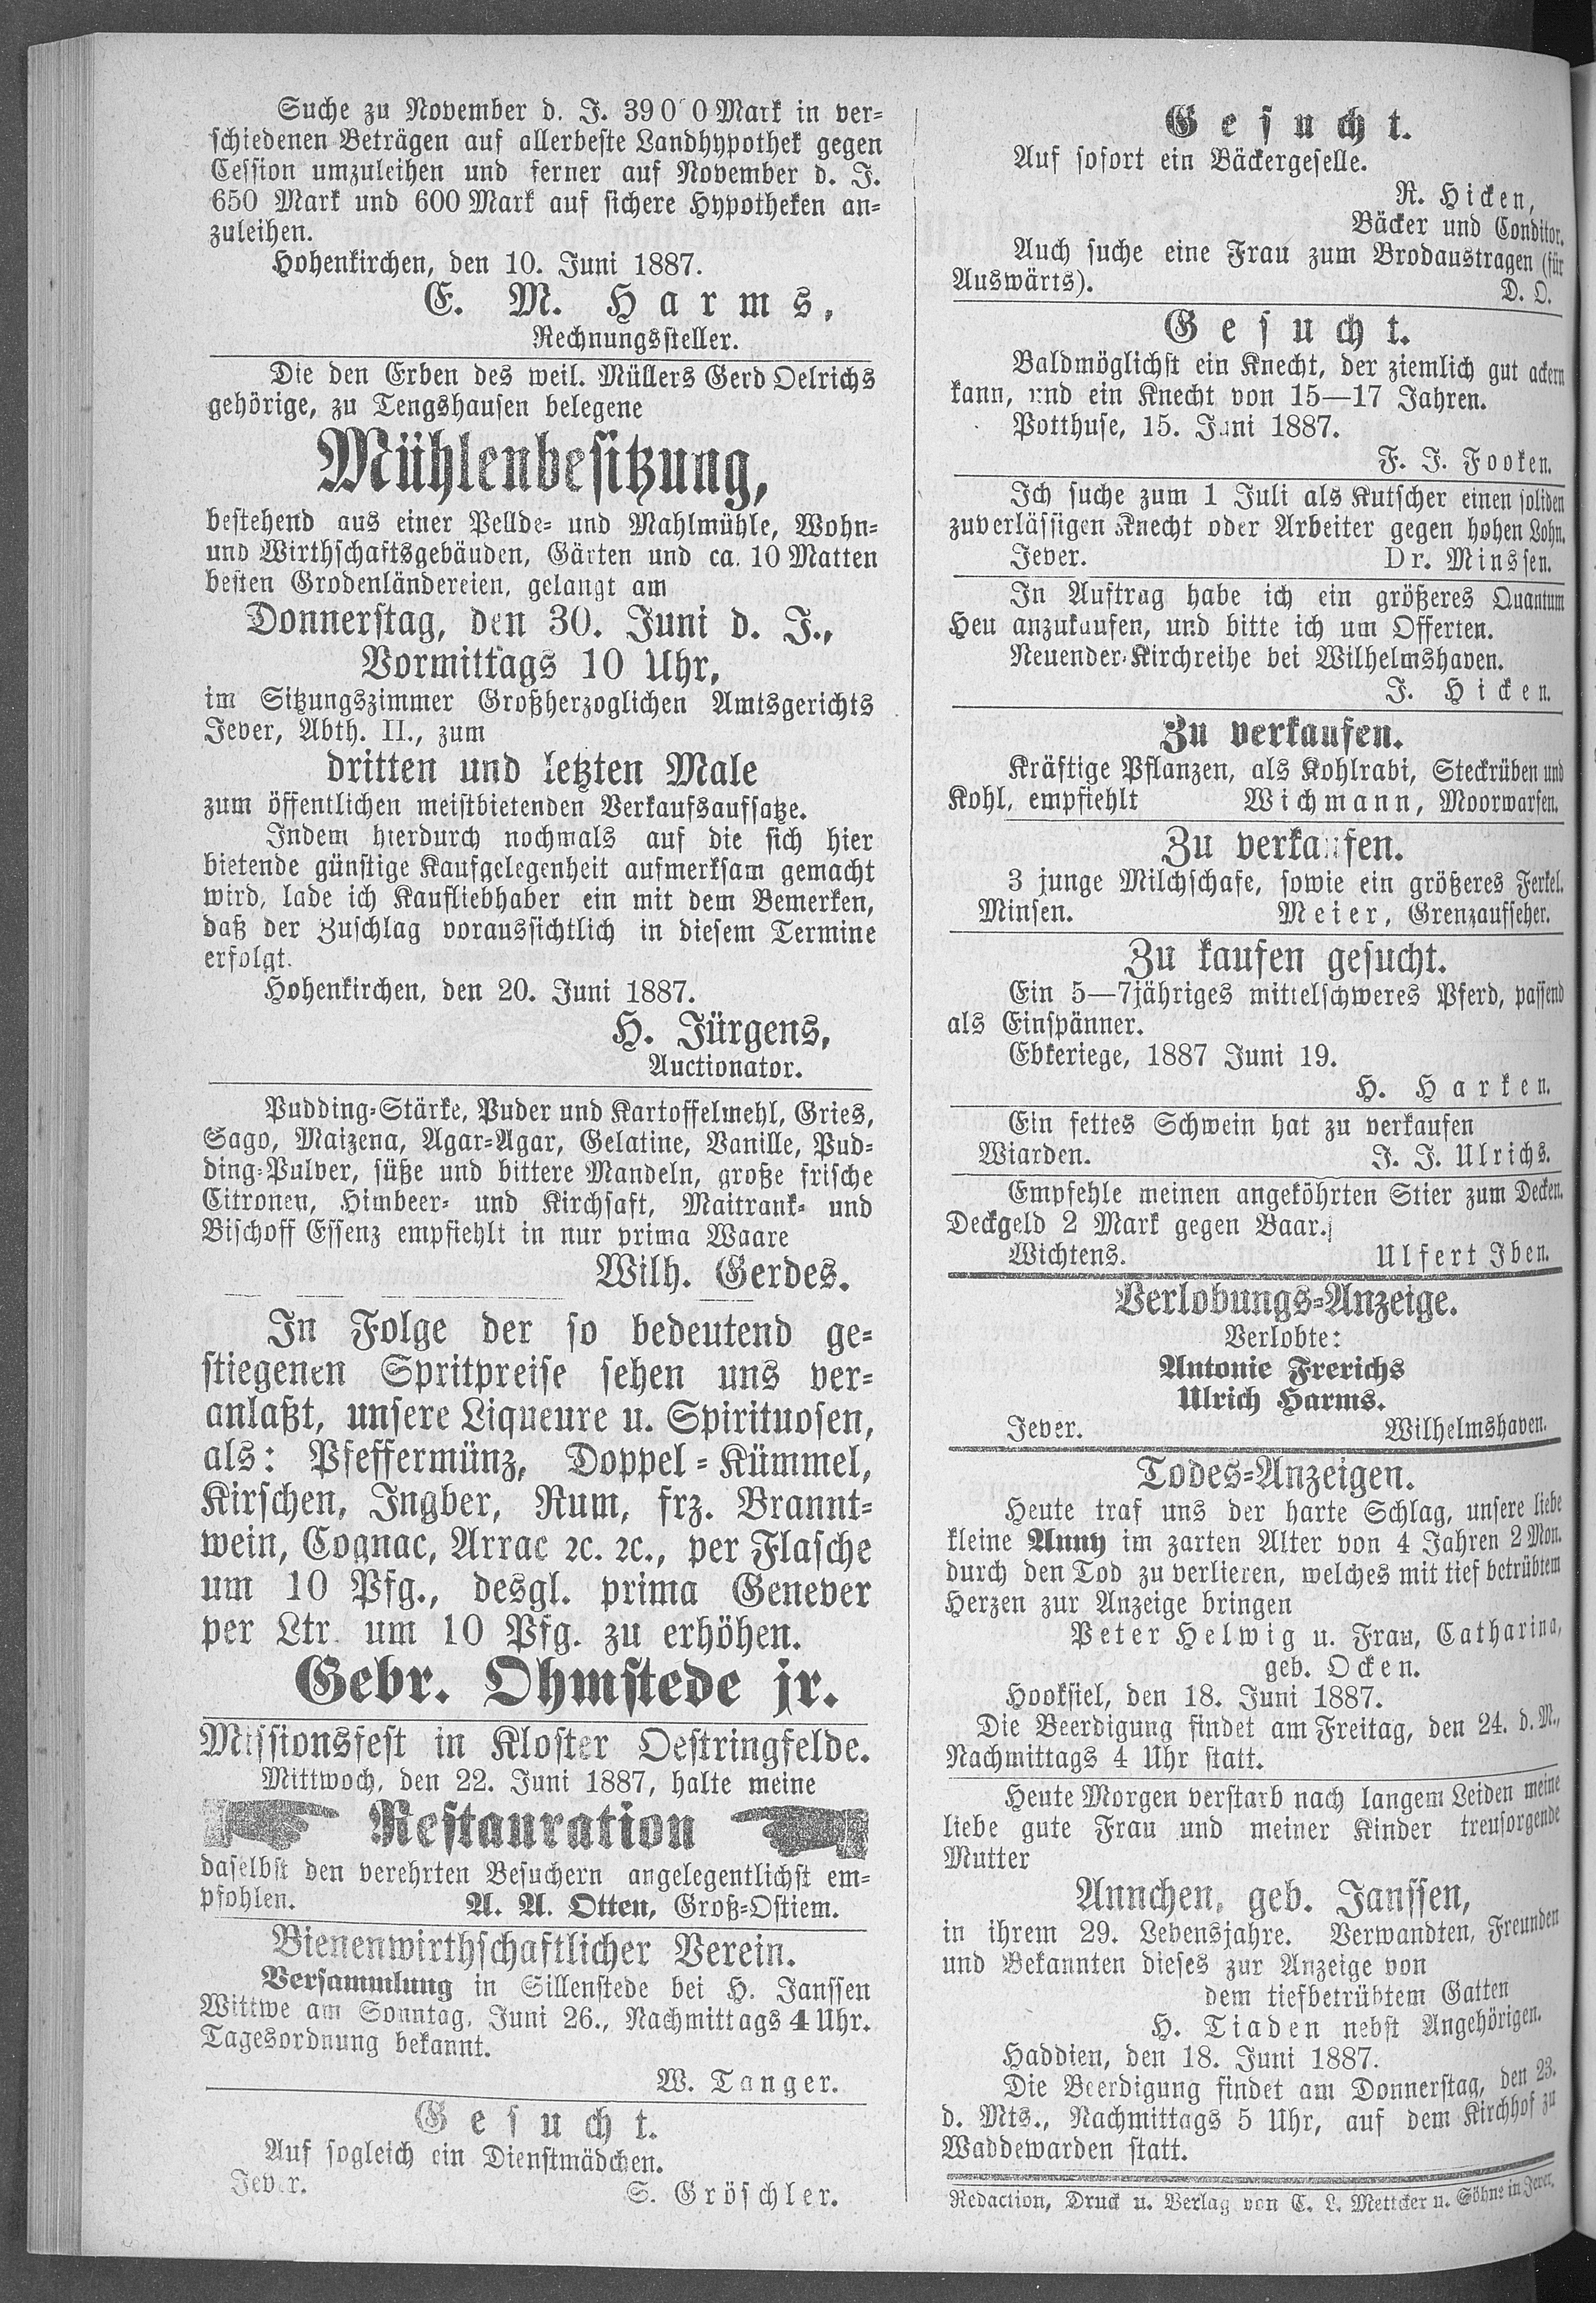 Suche zu November d. J. 3900 Mark in ver-
schiedenen Beträgen auf allerbeste Landhypothek gegen
Cession umzuleihen und ferner auf November d. J.
650 Mark und 600 Mark auf sichere Hypotheken an-
zuleihen.
Hohenkirchen, den 10. Juni 1887.
E. M. Harms,
Rechnungssteller.
Die den Erben des weil. Müllers Gerd Oelrichs
gehörige, zu Tengshausen belegene
Mühlenbesitzung,
bestehend aus einer Pellde- und Mahlmühle, Wohn-
und Wirthschaftsgebäuden, Gärten und ca. 10 Matten
besten Grodenländereien, gelangt am
Donnerstag, den 30. Juni d. J.,
Vormittags 10 Uhr,
im Sitzungszimmer Großherzoglichen Amtsgerichts
Jever, Abth. II., zum
dritten und letzten Male
zum öffentlichen meistbietenden Verkaufsaufsatze.
Indem hierdurch nochmals auf die sich hier
bietende günstige Kaufgelegenheit aufmerksam gemacht
wird, lade ich Kaufliebhaber ein mit dem Bemerken,
daß der Zuschlag voraussichtlich in diesem Termine
erfolgt.
Hohenkirchen, den 20. Juni 1887.
H. Jürgens,
Auctionator.
Pudding-Stärke, Puder und Kartoffelmehl, Gries,
Sago, Maizena, Agar-Agar, Gelatine, Vanille, Pud-
ding-Pulver, süße und bittere Mandeln, große frische
Citronen, Himbeer- und Kirchsaft, Maitrank- und
Bischoff Essenz empfiehlt in nur prima Waare
Wilh. Gerdes.
In Folge der so bedeutend ge-
stiegenen Spritpreise sehen uns ver-
anlaßt, unsere Liqueure u. Spirituosen,
als: Pfeffermünz, Doppel-Kümmel,
Kirschen, Ingber, Rum, frz. Brannt-
wein, Cognac, Arrac ꝛc. ꝛc., per Flasche
um 10 Pfg., desgl. prima Genever
per Ltr. um 10 Pfg. zu erhöhen.
Gebr. Ohmstede jr.
Missionsfest in Kloster Oestringfelde.
Mittwoch, den 22. Juni 1887, halte meine
Restauration
daselbst den verehrten Besuchern angelegentlichst em-
pfohlen. A. A. Otten, Groß-Ostiem.
Bienenwirthschaftlicher Verein.
Versammlung in Sillenstede bei H. Janssen
Wittwe am Sonntag, Juni 26., Nachmittags 4 Uhr.
Tagesordnung bekannt.
W. Tanger.
Gesucht.
Auf sogleich ein Dienstmädchen.
Jever. S. Gröschler.
Gesucht.
Auf sofort ein Bäckergeselle.
R. Hicken,
Bäcker und Conditor.
Auch suche eine Frau zum Brodaustragen (für
Auswärts). D. O.
Gesucht.
Baldmöglichst ein Knecht, der ziemlich gut ackern
kann, und ein Knecht von 15—17 Jahren.
Potthuse, 15. Juni 1887.
F. J. Fooken.
Ich suche zum 1 Juli als Kutscher einen soliden
zuverlässigen Knecht oder Arbeiter gegen hohen Lohn.
Jever. Dr. Minssen.
In Auftrag habe ich ein größeres Quantum
Heu anzukaufen, und bitte ich um Offerten.
Neuender-Kirchreihe bei Wilhelmshaven.
J. Hicken.
Zu verkaufen.
Kräftige Pflanzen, als Kohlrabi, Steckrüben und
Kohl, empfiehlt Wichmann, Moorwarfen.
Zu verkaufen.
3 junge Milchschafe, sowie ein größeres Ferkel.
Minsen. Meier, Grenzaufseher.
Zu kaufen gesucht.
Ein 5—7jähriges mittelschweres Pferd, passend
als Einspänner.
Ebkeriege, 1887 Juni 19.
H. Harken.
Ein fettes Schwein hat zu verkaufen
Wiarden. J. J. Ulrichs.
Empfehle meinen angeköhrten Stier zum Decken.
Deckgeld 2 Mark gegen Baar.
Wichtens. Ulfert Iben.
Verlobungs-Anzeige.
Verlobte:
Antonie Frerichs
Ulrich Harms.
Jever. Wilhelmshaven.
Todes-Anzeigen.
Heute traf uns der harte Schlag, unsere liebe
kleine Anny im zarten Alter von 4 Jahren 2 Mon.
durch den Tod zu verlieren, welches mit tief betrübtem
Herzen zur Anzeige bringen
Peter Helwig u. Frau, Catharina,
geb. Ocken.
Hooksiel, den 18. Juni 1887.
Die Beerdigung findet am Freitag, den 24. d. M.,
Nachmittags 4 Uhr statt.
Heute Morgen verstarb nach langem Leiden meine
liebe gute Frau und meiner Kinder treusorgende
Mutter
Annchen, geb. Janssen,
in ihrem 29. Lebensjahre. Verwandten, Freunden
und Bekannten dieses zur Anzeige von
dem tiefbetrübtem Gatten
H. Tiaden nebst Angehörigen.
Haddien, den 18. Juni 1887.
Die Beerdigung findet am Donnerstag, den 23.
d. Mts., Nachmittags 5 Uhr, auf dem Kirchhof zu
Waddewarden statt.
Redaction, Druck u. Verlag von C. L. Mettcker u. Söhne in Jever.